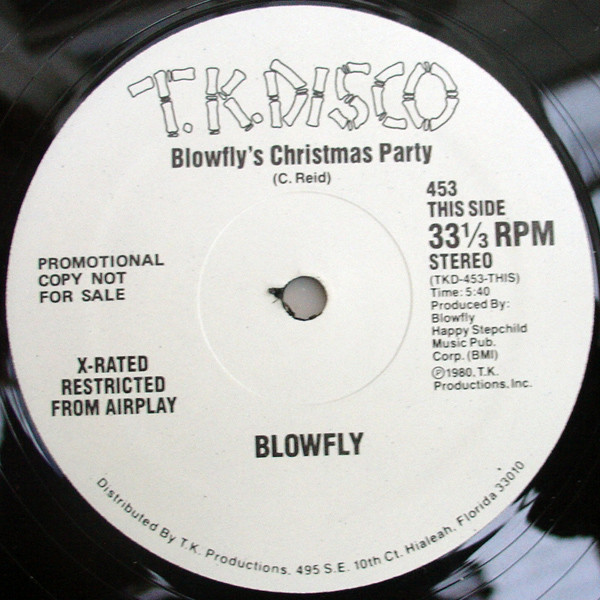 T.K.DISCO
Blowfly's Christmas Party
(C. Reid)
453
THIS SIDE
33⅓ RPM
STEREO
(TKD-453-THIS)
Time: 5:40
Produced By:
Blowfly
Happy Stepchild
Music Pub.
Corp. (BMI)
℗1980. T.K.
Productions, Inc.
PROMOTIONAL
COPY NOT
FOR SALE
X-RATED
RESTRICTED
FROM AIRPLAY
BLOWFLY
Distributed By T.K. Productions. 495 S.E. 10th Ct. Hialeah, Florida 33010